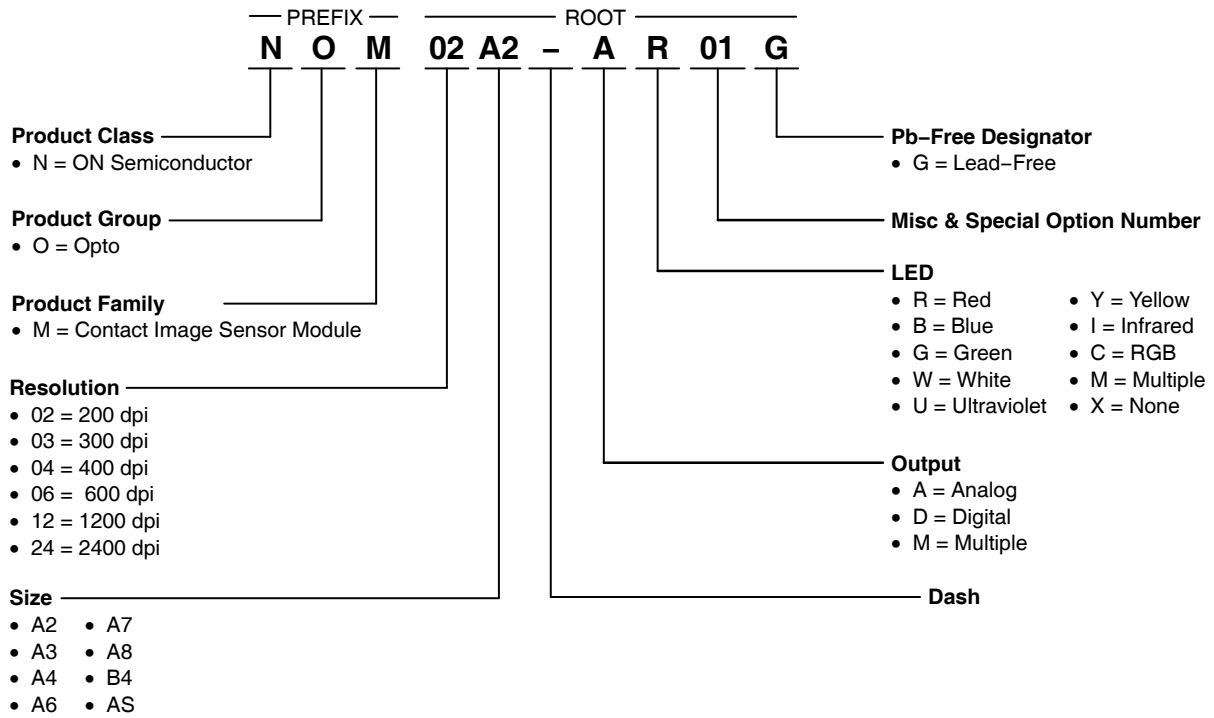 PREFIX ROOT
N O M 02 A2 – A R 01 G
Product Class
• N = ON Semiconductor
Product Group
• O = Opto
Product Family
• M = Contact Image Sensor Module
Resolution
• 02 = 200 dpi
• 03 = 300 dpi
• 04 = 400 dpi
• 06 = 600 dpi
• 12 = 1200 dpi
• 24 = 2400 dpi
Size
• A2 • A7
• A3 • A8
• A4 • B4
• A6 • AS
Pb–Free Designator
• G = Lead–Free
Misc & Special Option Number
LED
• R = Red • Y = Yellow
• B = Blue • I = Infrared
• G = Green • C = RGB
• W = White • M = Multiple
• U = Ultraviolet • X = None
Output
• A = Analog
• D = Digital
• M = Multiple
Dash